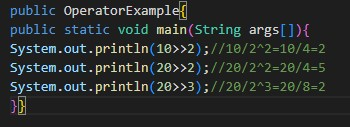 public OperatorExample{
public static void main(String args[]){
System.out.println(10>>2);//10/2^2=10/4=2
System.out.println(20>>2);//20/2^2=20/4=5
System.out.println(20>>3);//20/2^3=20/8=2
}}